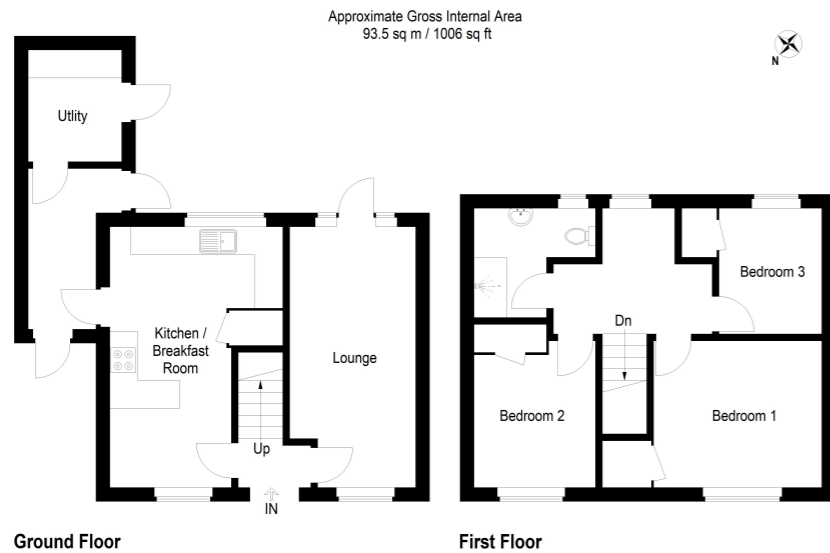 Approximate Gross Internal Area
93.5 sq m / 1006 sq ft
N
Utlity
Kitchen /
Breakfast
Room
Lounge
Up
IN
Bedroom 3
Dn
Bedroom 2
Bedroom 1
Ground Floor
First Floor